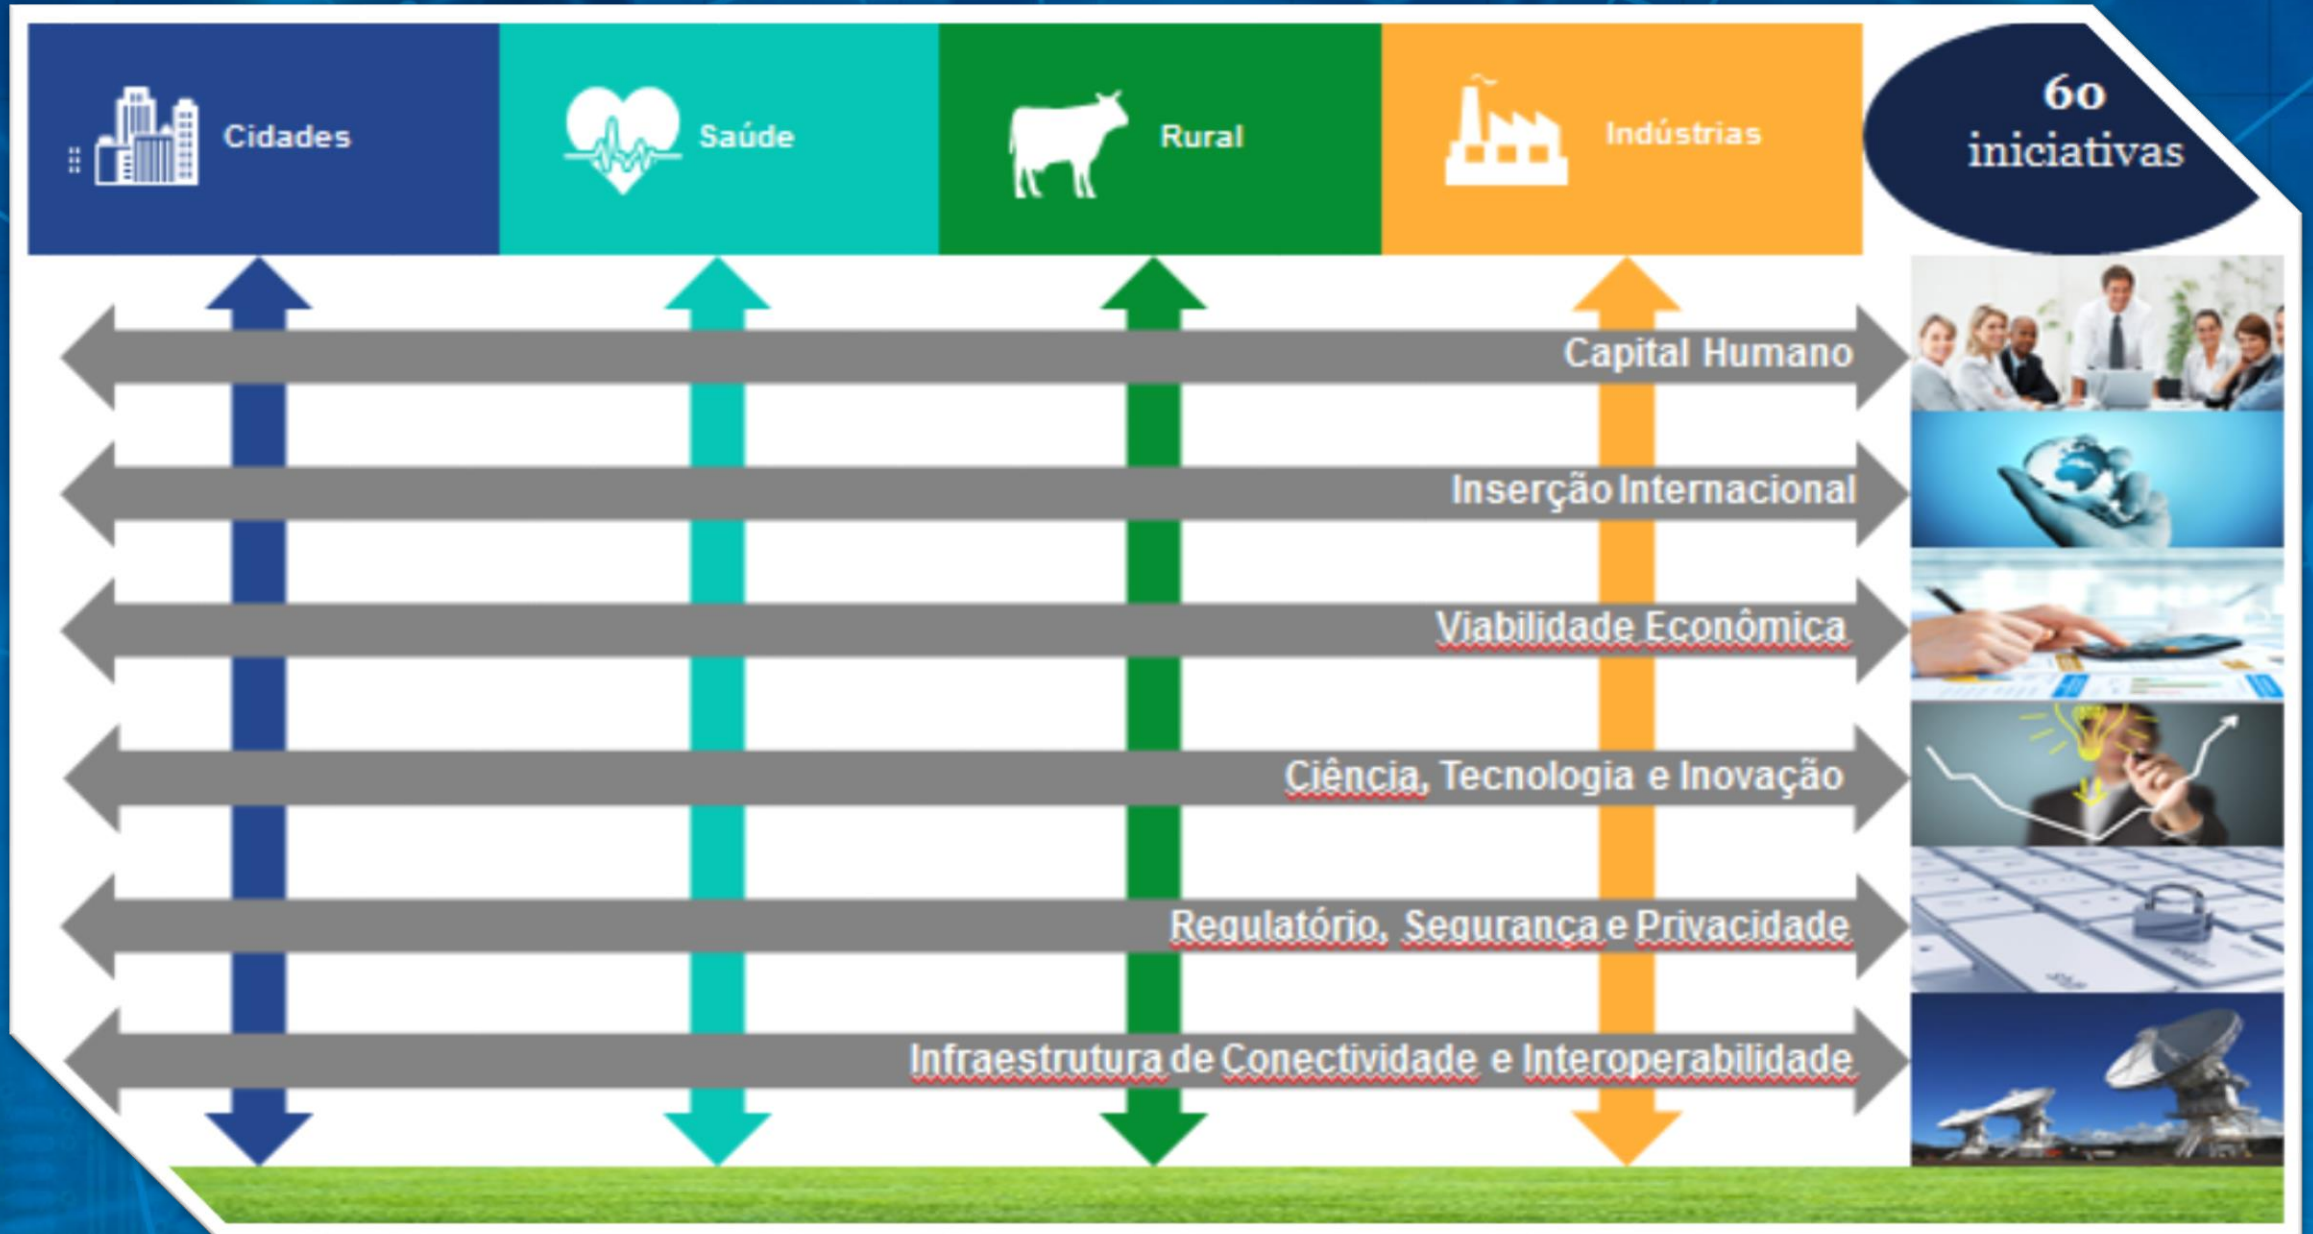 Cidades
Saúde
Rural
Indústrias
60
iniciativas
Capital Humano
Inserção Internacional
Viabilidade Econômica
Ciência, Tecnologia e Inovação
Regulatório, Segurança e Privacidade
Infraestrutura de Conectividade e Interoperabilidade